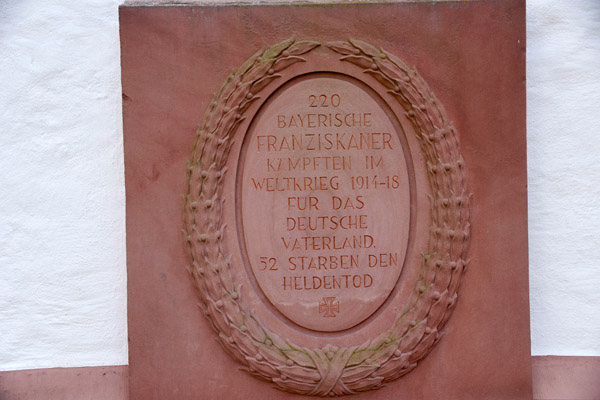 220
BAYERISCHE
FRANZISKANER
KÄMPFTEN IM
WELTKRIEG 1914-18
FÜR DAS
DEUTSCHE
VATERLAND.
52 STARBEN DEN
HELDENTOD